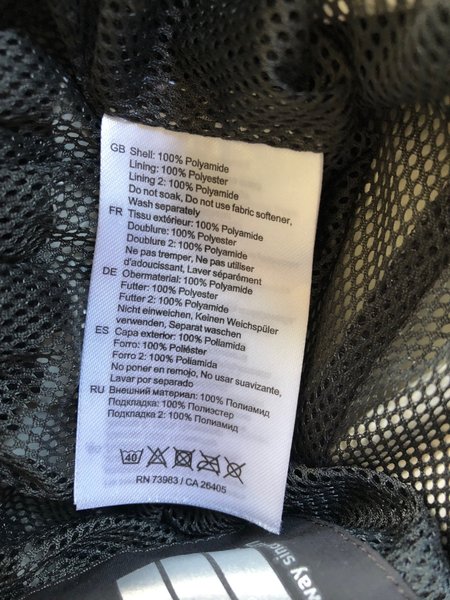 GB Shell: 100% Polyamide
Lining: 100% Polyester
Lining 2: 100% Polyamide
Do not soak, Do not use fabric softener,
Wash separately
FR Tissu extérieur: 100% Polyamide
Doublure: 100% Polyester
Doublure 2: 100% Polyamide
Ne pas tremper, Ne pas utiliser
d'adoucissant, Laver séparément
DE Obermaterial: 100% Polyamide
Futter: 100% Polyester
Futter 2: 100% Polyamide
Nicht einweichen, Keinen Weichspüler
verwenden, Separat waschen
ES Capa exterior: 100% Poliamida
Forro: 100% Poliéster
Forro 2: 100% Poliamida
No poner en remojo, No usar suavizante,
Lavar por separado
RU Внешний материал: 100% Полиамид
Подкладка: 100% Полиэстер
Подкладка 2: 100% Полиамид
40
RN 73983 / CA 26405
way